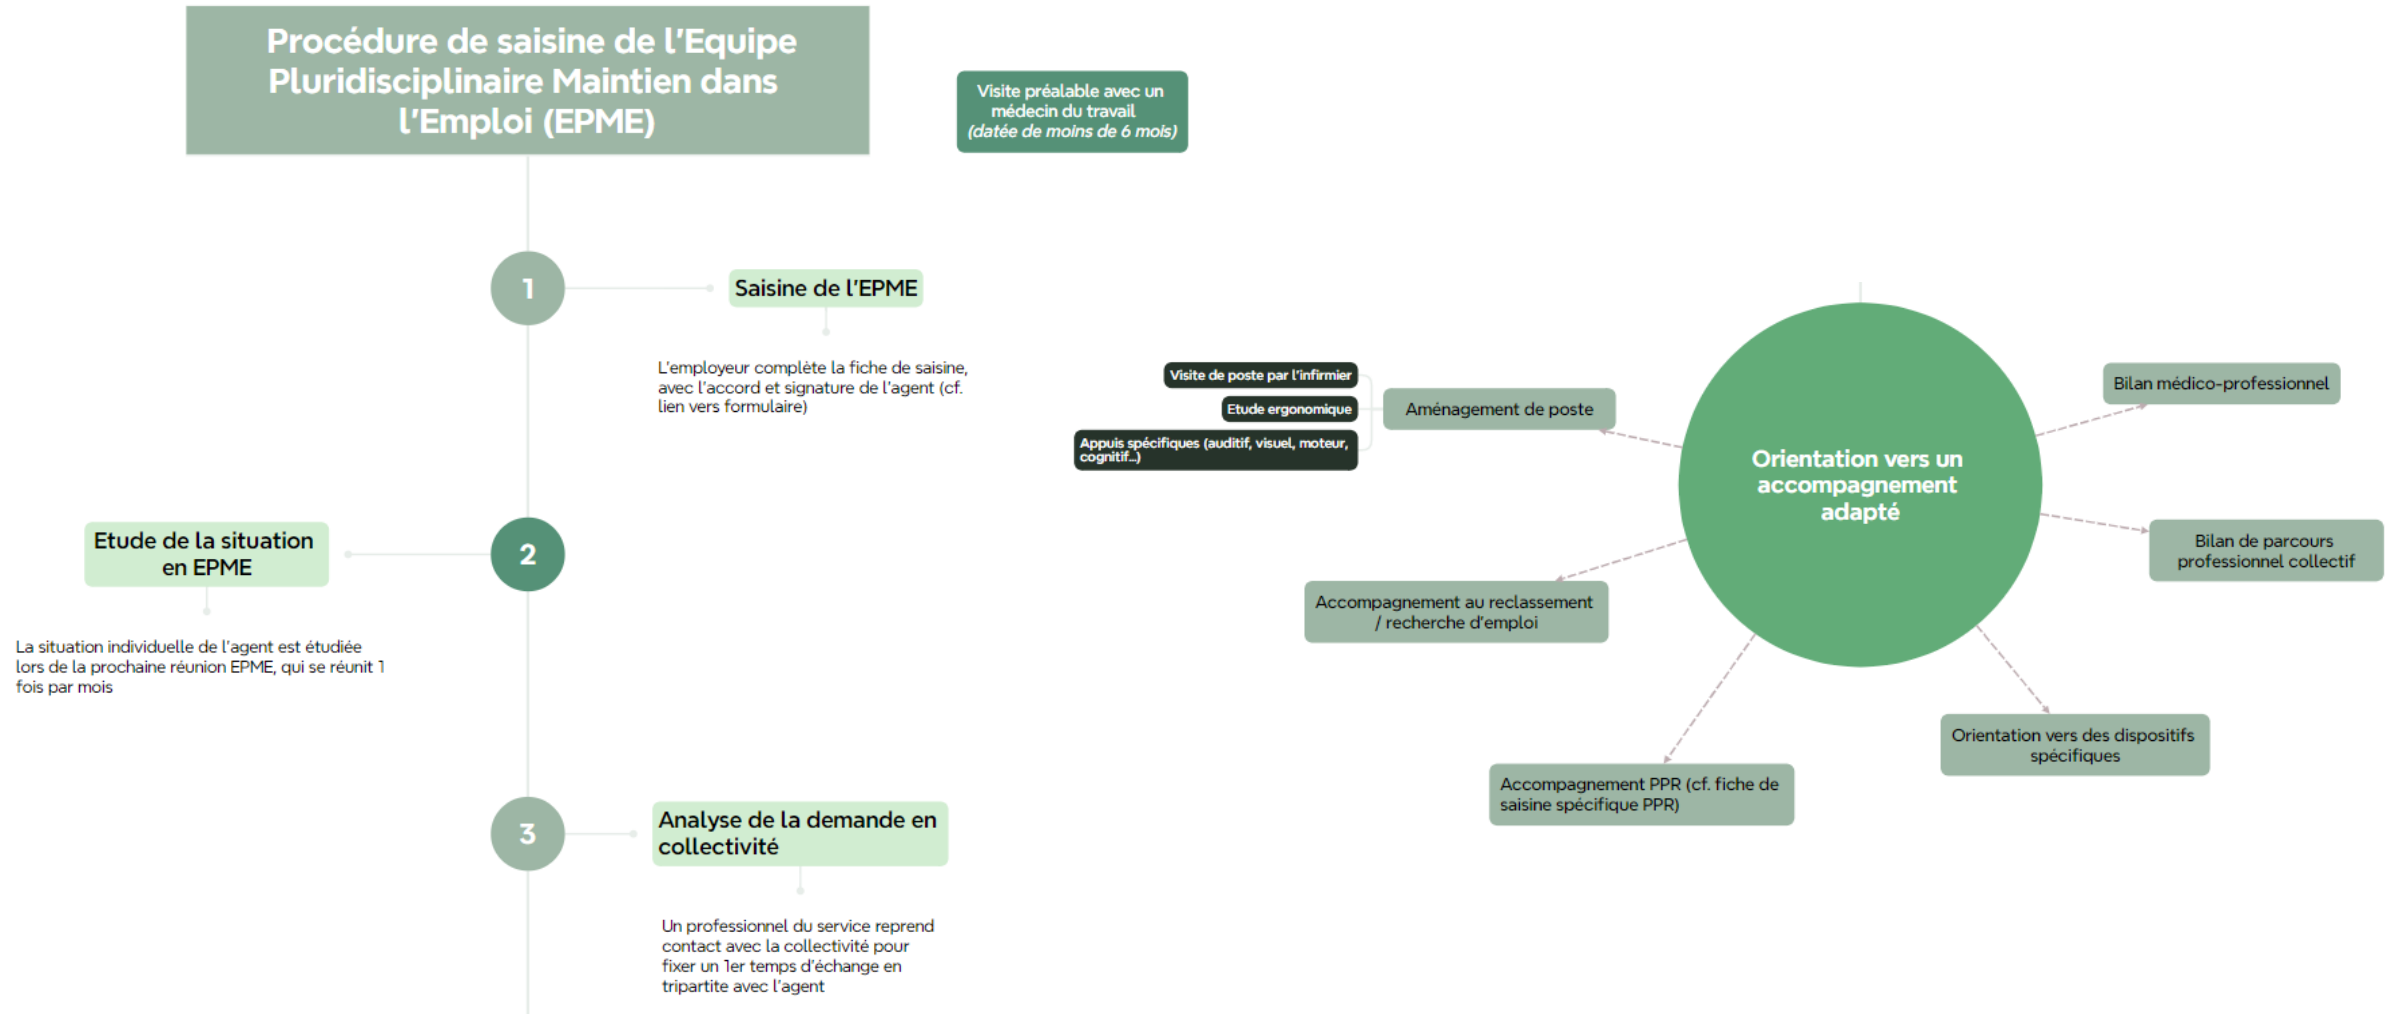 Procédure de saisine de l'Equipe
Pluridisciplinaire Maintien dans
l'Emploi (EPME)
Visite préalable avec un
médecin du travail
(datée de moins de 6 mois)
1
Saisine de l'EPME
L'employeur complète la fiche de saisine,
avec l'accord et signature de l'agent (cf.
lien vers formulaire)
2
Etude de la situation
en EPME
La situation individuelle de l'agent est étudiée
lors de la prochaine réunion EPME, qui se réunit 1
fois par mois
3
Analyse de la demande en
collectivité
Un professionnel du service reprend
contact avec la collectivité pour
fixer un 1er temps d'échange en
tripartite avec l'agent
Orientation vers un
accompagnement
adapté
Aménagement de poste
Visite de poste par l'infirmier
Etude ergonomique
Appuis spécifiques (auditif, visuel, moteur,
cognitif...)
Accompagnement au reclassement
/ recherche d'emploi
Accompagnement PPR (cf. fiche de
saisine spécifique PPR)
Orientation vers des dispositifs
spécifiques
Bilan de parcours
professionnel collectif
Bilan médico-professionnel